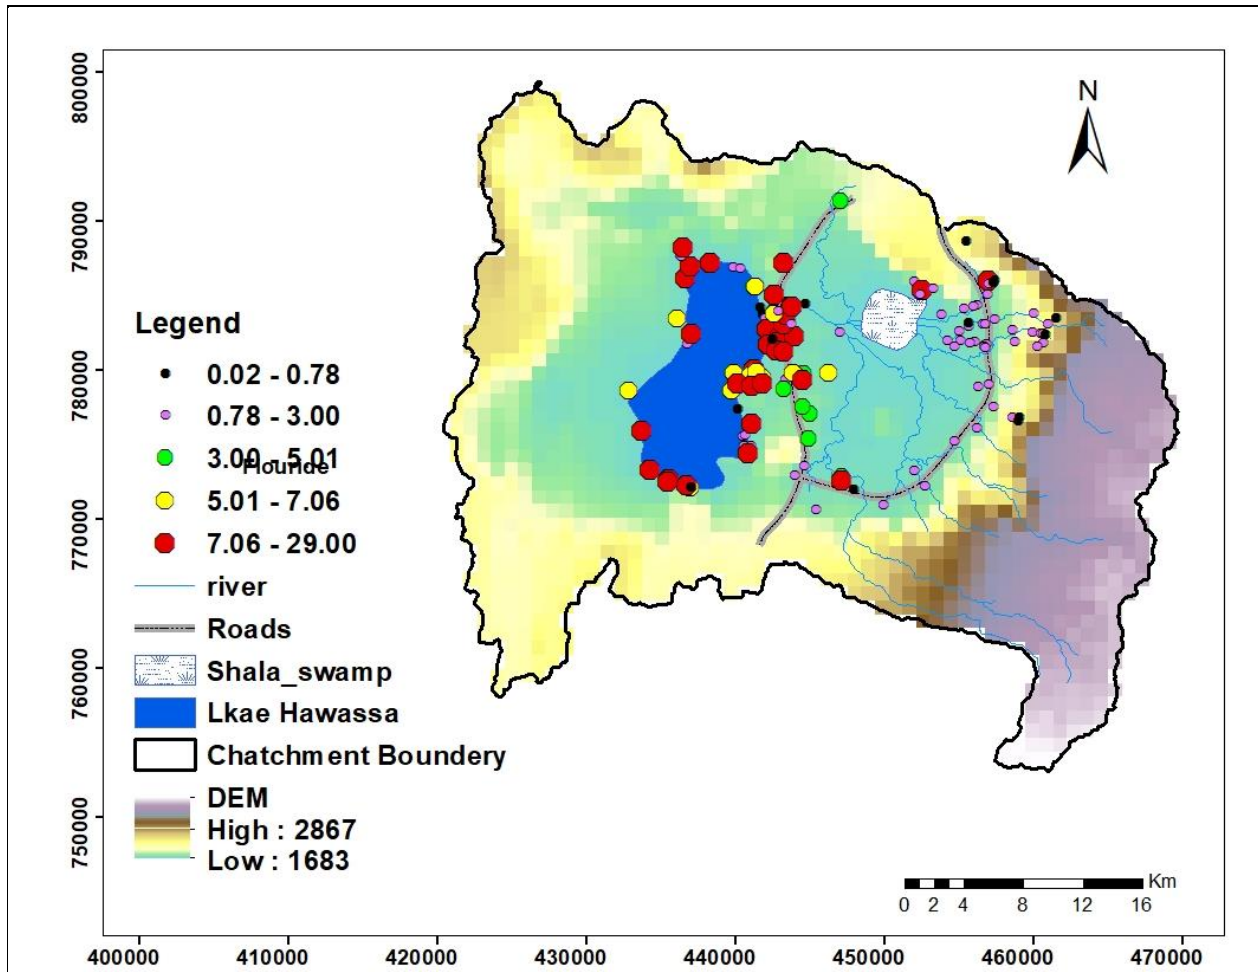 N
800000
790000
780000
770000
760000
750000
Legend
0.02 - 0.78
0.78 - 3.00
3.00 - 5.01
Flouride
5.01 - 7.06
7.06 - 29.00
river
Roads
Shala_swamp
Lkae Hawassa
Chatchment Boundery
DEM
High : 2867
Low : 1683
Km
0 2 4 8 12 16
400000 410000 420000 430000 440000 450000 460000 470000